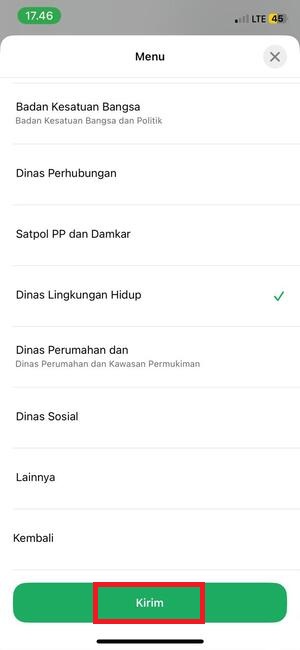 17.46
LTE 45
Menu
Badan Kesatuan Bangsa
Badan Kesatuan Bangsa dan Politik
Dinas Perhubungan
Satpol PP dan Damkar
Dinas Lingkungan Hidup
Dinas Perumahan dan
Dinas Perumahan dan Kawasan Permukiman
Dinas Sosial
Lainnya
Kembali
Kirim